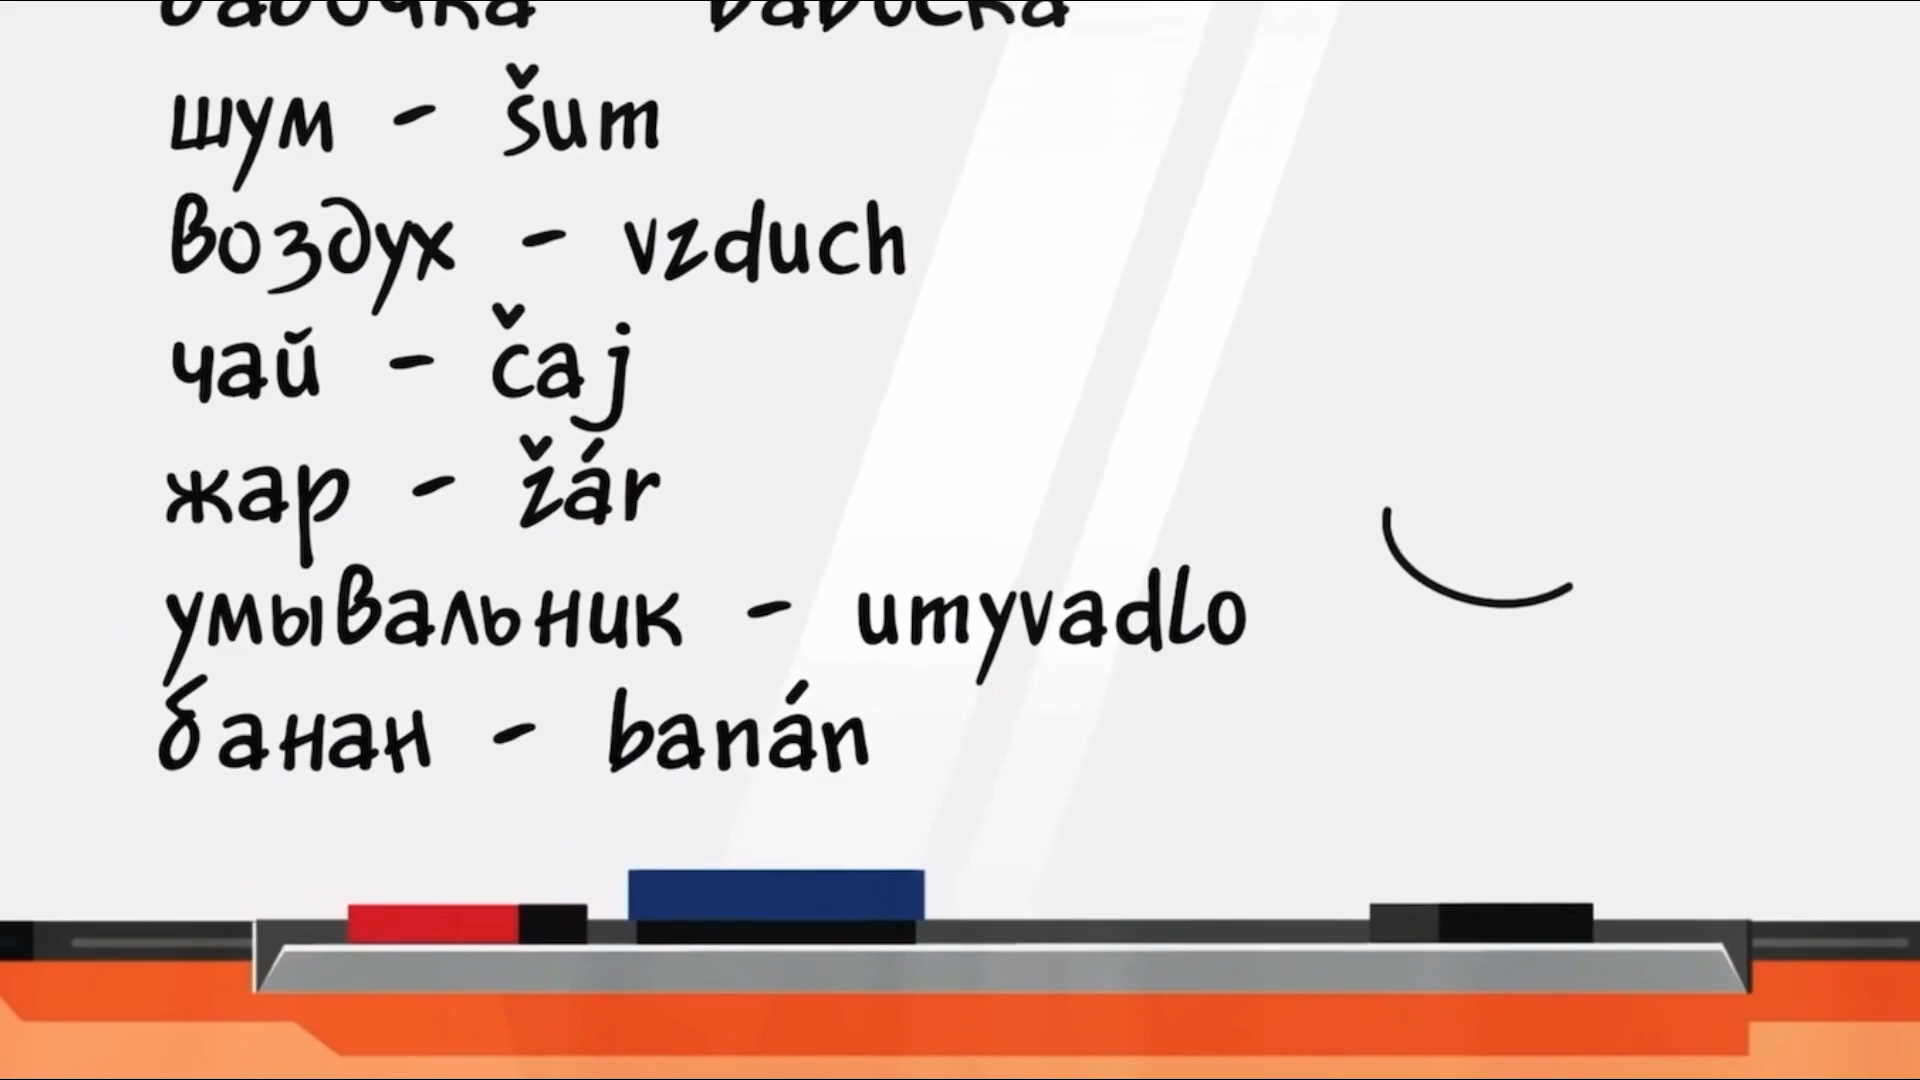 шум - šum
воздух - vzduch
чай - čaj
жар - žár
умывальник - umyvadlo
банан - banán